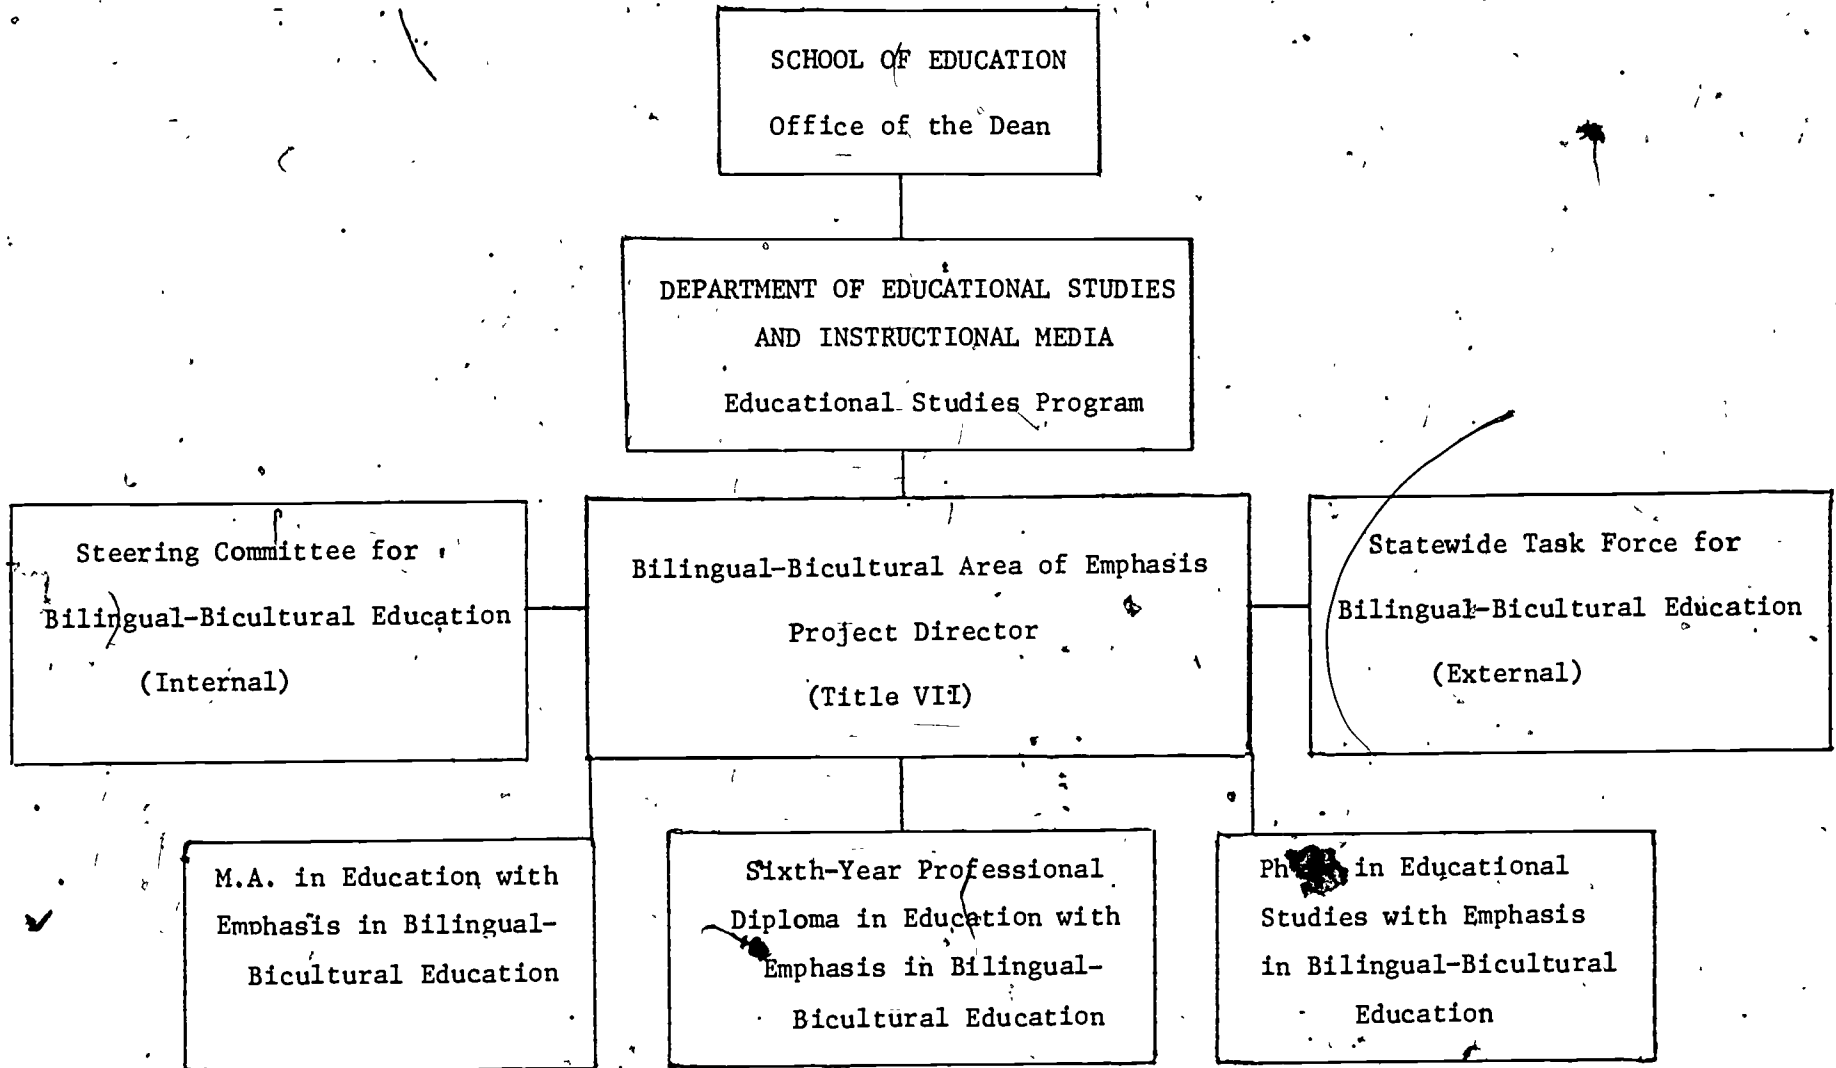 SCHOOL OF EDUCATION
Office of the Dean
DEPARTMENT OF EDUCATIONAL STUDIES
AND INSTRUCTIONAL MEDIA
Educational Studies Program
Steering Committee for
Bilingual-Bicultural Education
(Internal)
Bilingual-Bicultural Area of Emphasis
Project Director
(Title VII)
Statewide Task Force for
Bilingual-Bicultural Education
(External)
M.A. in Education with
Emphasis in Bilingual-
Bicultural Education
Sixth-Year Professional
Diploma in Education with
Emphasis in Bilingual-
Bicultural Education
in Educational
Studies with Emphasis
in Bilingual-Bicultural
Education